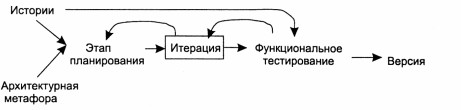 Истории
Этап
планирования
Итерация
Функциональное
тестирование
Версия
Архитектурная
метафора